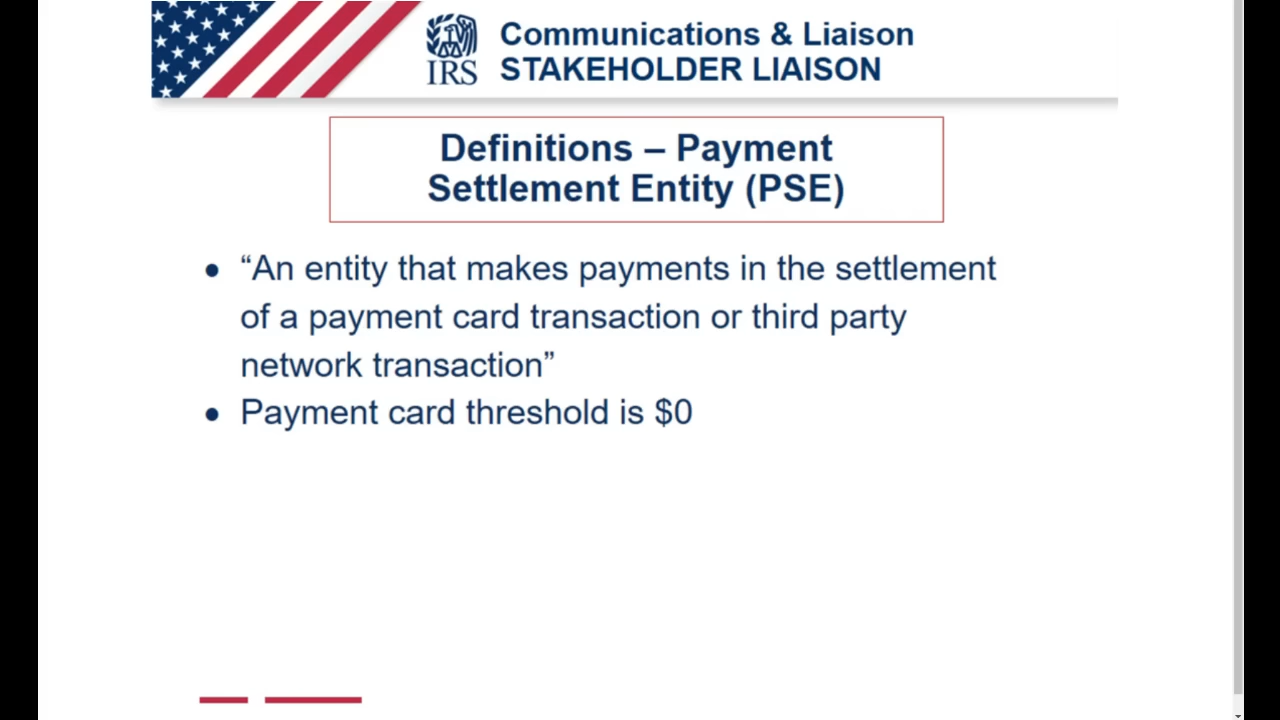 Communications & Liaison
IRS
STAKEHOLDER LIAISON
Definitions – Payment
Settlement Entity (PSE)
● “An entity that makes payments in the settlement
of a payment card transaction or third party
network transaction”
● Payment card threshold is $0